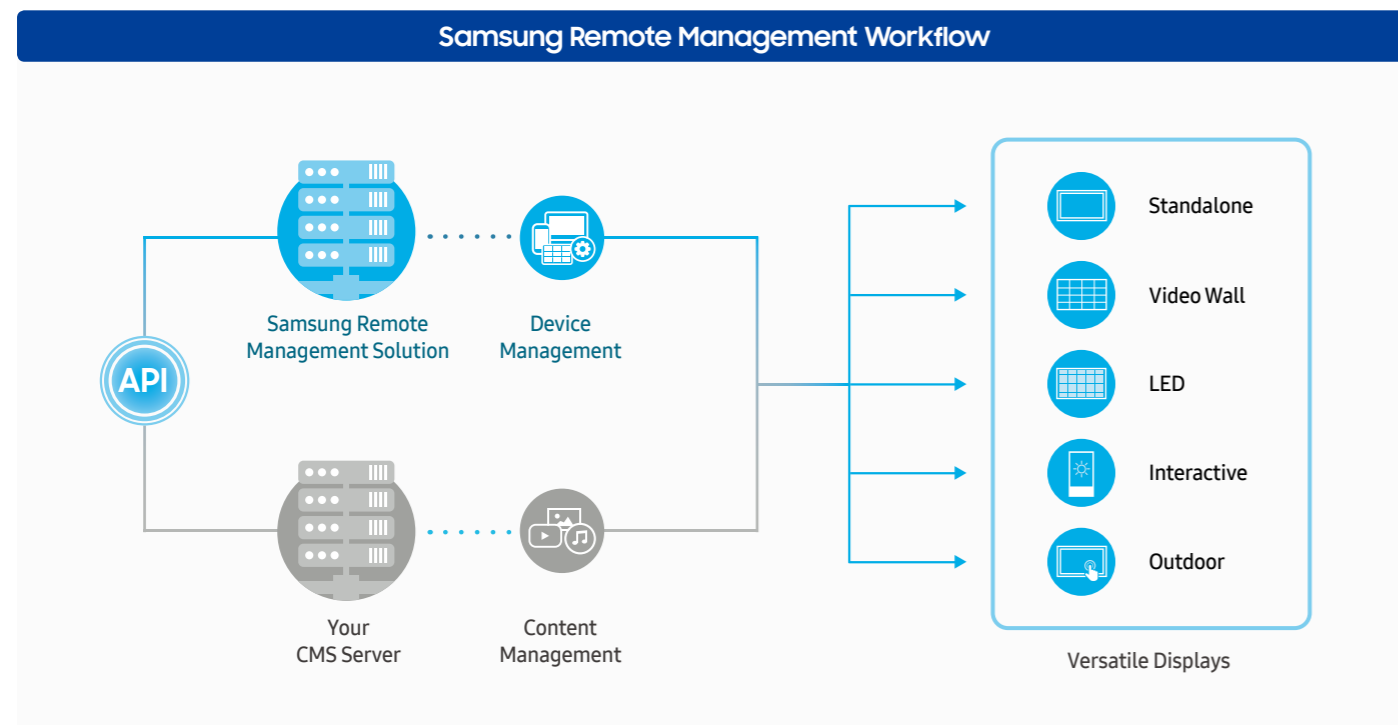 Samsung Remote Management Workflow
API
Samsung Remote
Management Solution
Device
Management
Your
CMS Server
Content
Management
Standalone
Video Wall
LED
Interactive
Outdoor
Versatile Displays